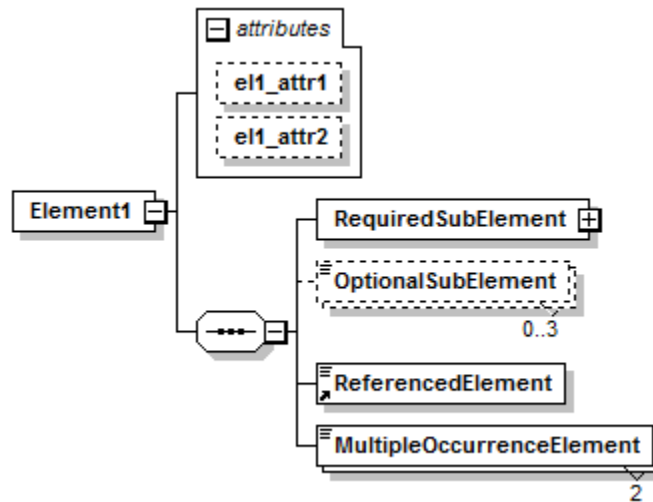 attributes
el1_attr1
el1_attr2
Element1
RequiredSubElement
OptionalSubElement
0..3
ReferencedElement
MultipleOccurrenceElement
2